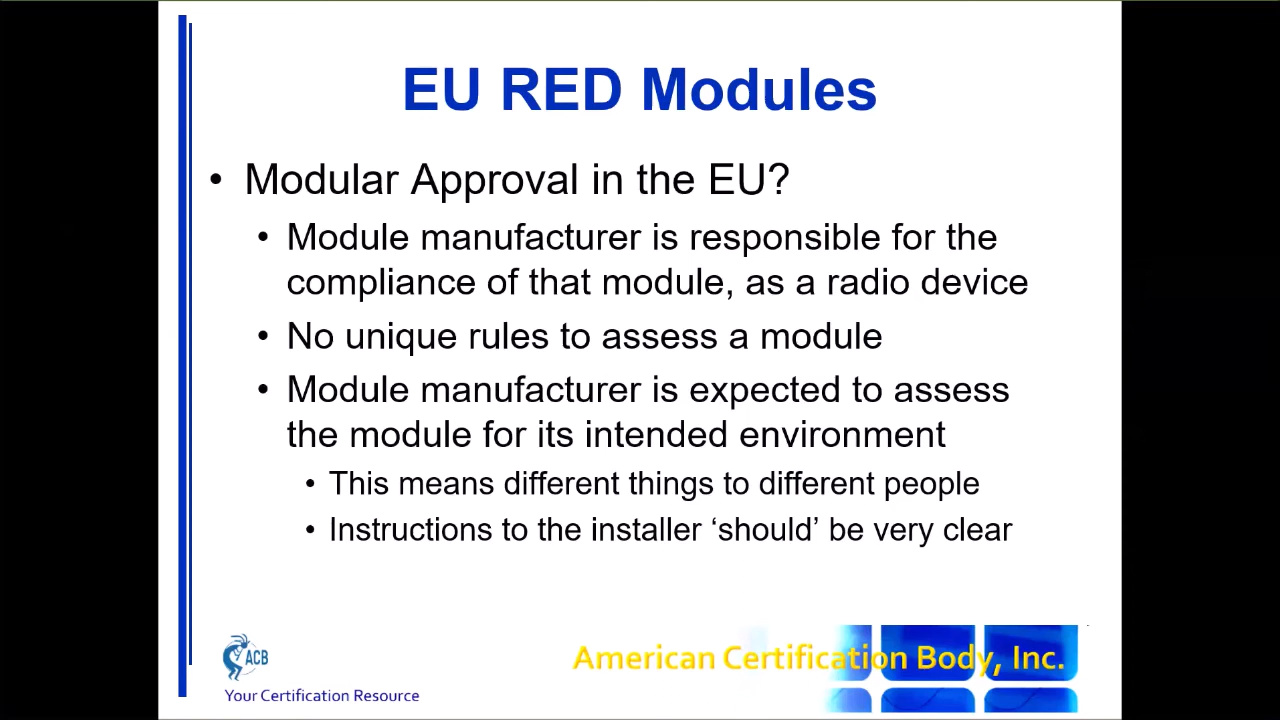 EU RED Modules
• Modular Approval in the EU?
• Module manufacturer is responsible for the
compliance of that module, as a radio device
• No unique rules to assess a module
• Module manufacturer is expected to assess
the module for its intended environment
• This means different things to different people
• Instructions to the installer ‘should’ be very clear
ACB
American Certification Body, Inc.
Your Certification Resource